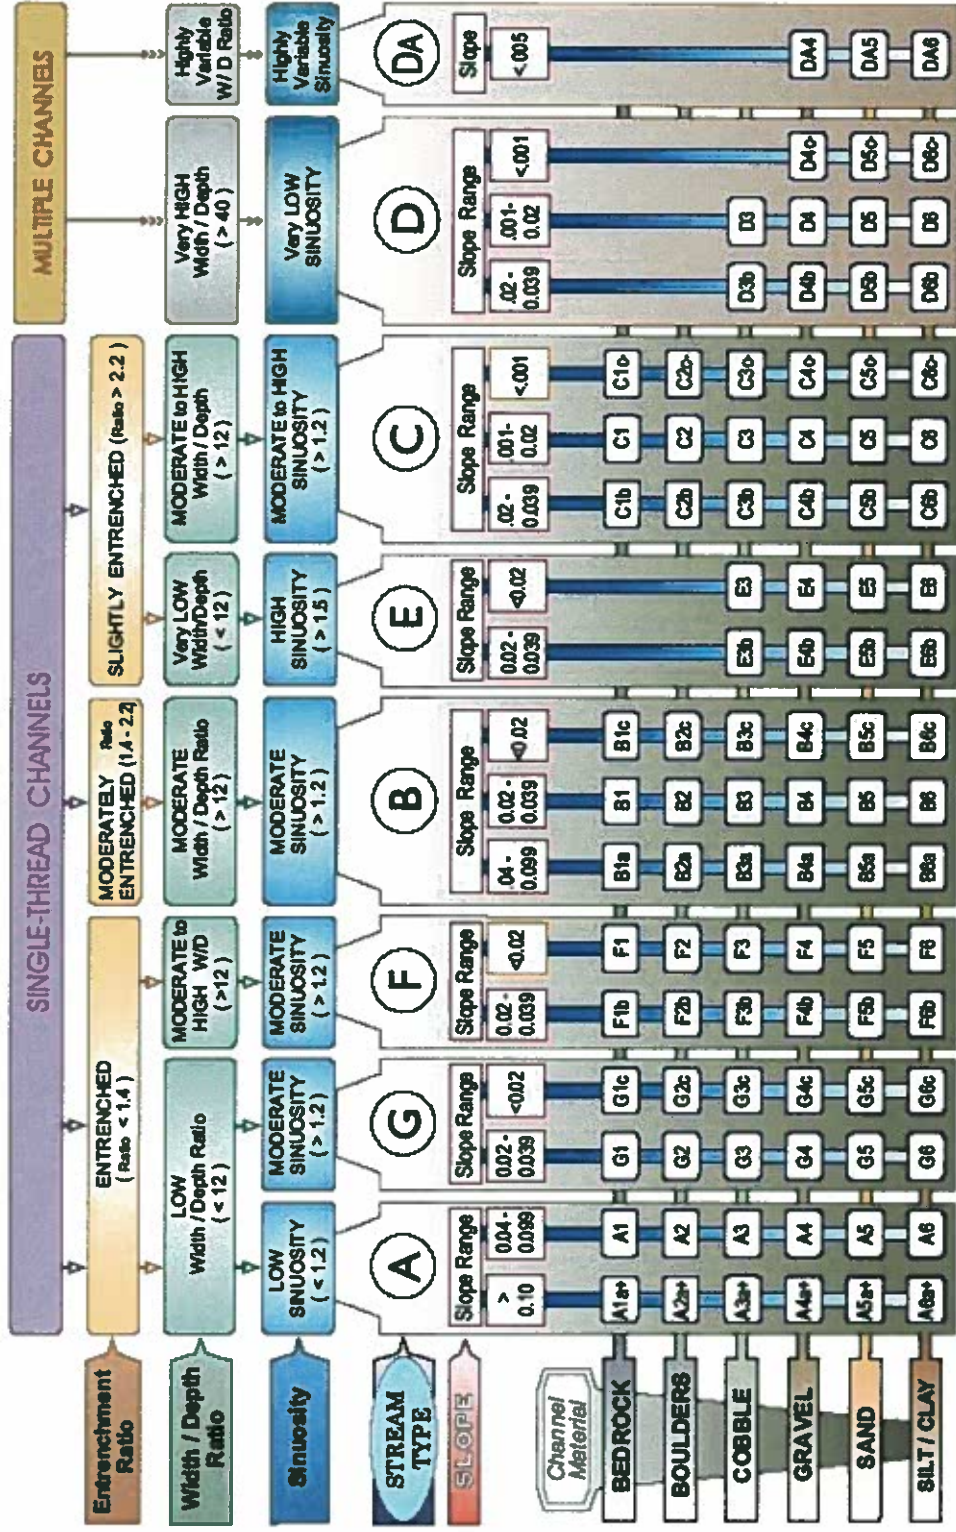 SINGLE-THREAD CHANNELS
MULTIPLE CHANNELS
Entrenchment
Ratio
ENTRENCHED
( Ratio < 1.4 )
MODERATELY Ratio
ENTRENCHED (1.4 - 2.2)
SLIGHTLY ENTRENCHED (Ratio > 2.2 )
Width / Depth
Ratio
LOW
Width / Depth Ratio
( < 12 )
MODERATE to
HIGH W/D
( >12 )
MODERATE
Width / Depth Ratio
( > 12 )
Very LOW
Width/Depth
( < 12 )
MODERATE to HIGH
Width / Depth
( > 12 )
Very HIGH
Width / Depth
( > 40 )
Highly
Variable
W / D Ratio
Sinuosity
LOW
SINUOSITY
( < 1.2 )
MODERATE
SINUOSITY
( > 1.2 )
MODERATE
SINUOSITY
( > 1.2 )
MODERATE
SINUOSITY
( > 1.2 )
HIGH
SINUOSITY
( > 1.5 )
MODERATE to HIGH
SINUOSITY
( > 1.2 )
Very LOW
SINUOSITY
Highly
Variable
Sinuosity
STREAM
TYPE
A
G
F
B
E
C
D
DA
SLOPE
Slope Range
Slope Range
Slope Range
Slope Range
Slope Range
Slope Range
Slope Range
Slope
>
0.10
0.04 -
0.099
0.02 -
0.039
<0.02
0.02 -
0.039
<0.02
.04 -
0.099
0.02 -
0.039
<0.02
0.02 -
0.039
<0.02
.02 -
0.039
.001-
0.02
<.001
.02 -
0.039
.001-
0.02
<.001
<.005
Channel
Material
BEDROCK A1a+ A1 G1 G1c F1b F1 B1a B1 B1c C1b C1 C1c-
BOULDERS A2a+ A2 G2 G2c F2b F2 B2a B2 B2c C2b C2 C2c-
COBBLE A3a+ A3 G3 G3c F3b F3 B3a B3 B3c E3b E3 C3b C3 C3c- D3b D3
GRAVEL A4a+ A4 G4 G4c F4b F4 B4a B4 B4c E4b E4 C4b C4 C4c- D4b D4 D4c- DA4
SAND A5a+ A5 G5 G5c F5b F5 B5a B5 B5c E5b E5 C5b C5 C5c- D5b D5 D5c- DA5
SILT / CLAY A6a+ A6 G6 G6c F6b F6 B6a B6 B6c E6b E6 C6b C6 C6c- D6b D6 D6c- DA6